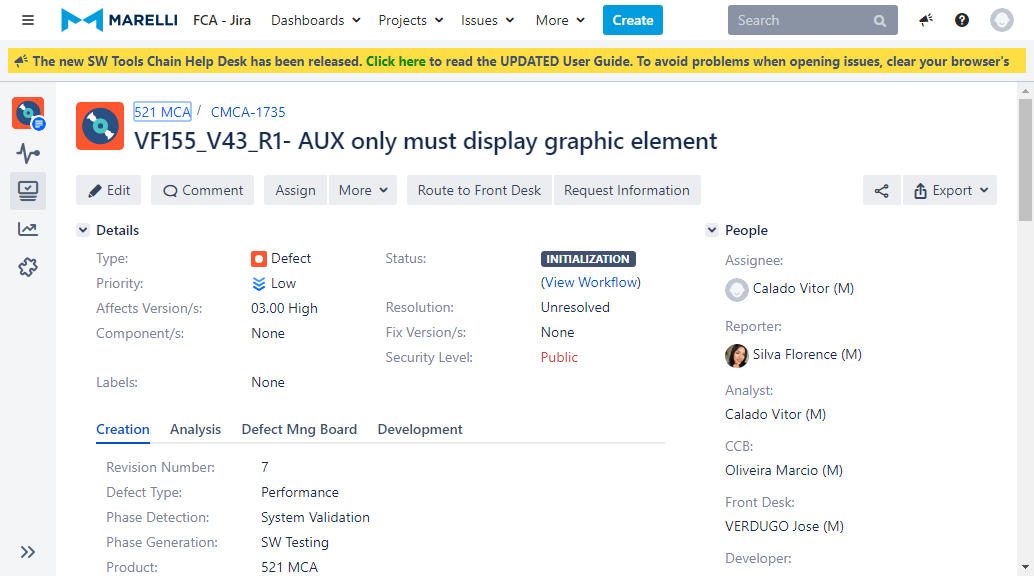 MARELLI FCA - Jira Dashboards Projects Issues More Create Search
The new SW Tools Chain Help Desk has been released. Click here to read the UPDATED User Guide. To avoid problems when opening issues, clear your browser's
521 MCA / CMCA-1735
VF155_V43_R1- AUX only must display graphic element
Edit Comment Assign More Route to Front Desk Request Information Export
Details
Type: Defect
Priority: Low
Affects Version/s: 03.00 High
Component/s: None
Labels: None
Status: INITIALIZATION
(View Workflow)
Resolution: Unresolved
Fix Version/s: None
Security Level: Public
Creation Analysis Defect Mng Board Development
Revision Number: 7
Defect Type: Performance
Phase Detection: System Validation
Phase Generation: SW Testing
Product: 521 MCA
People
Assignee:
Calado Vitor (M)
Reporter:
Silva Florence (M)
Analyst:
Calado Vitor (M)
CCB:
Oliveira Marcio (M)
Front Desk:
VERDUGO Jose (M)
Developer: